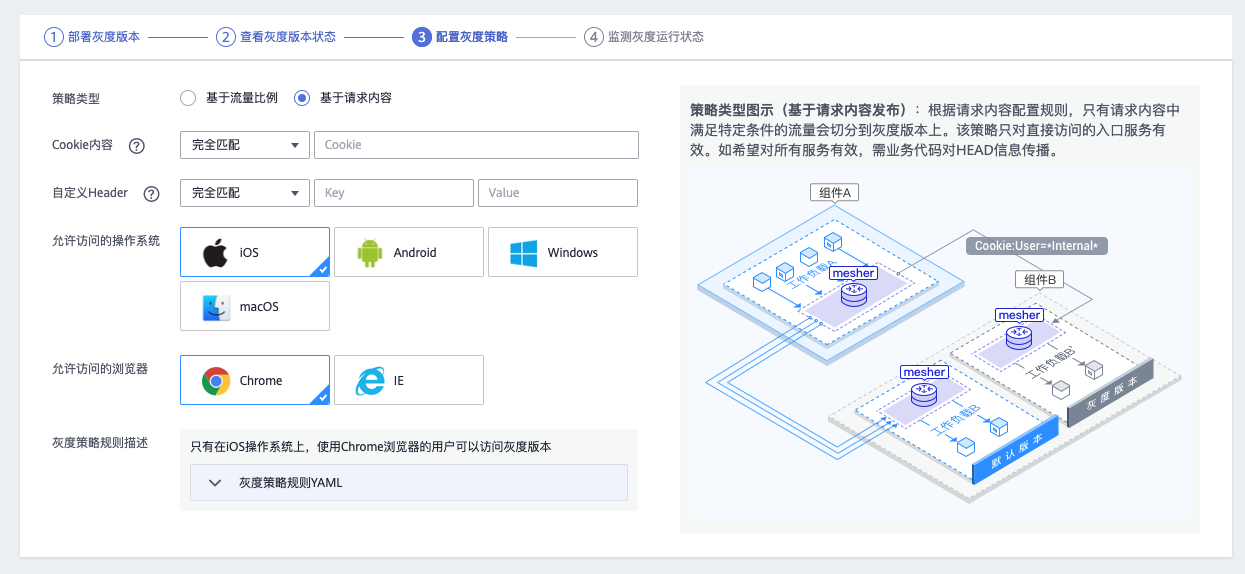 1 部署灰度版本 2 查看灰度版本状态 3 配置灰度策略 4 监测灰度运行状态
策略类型 基于流量比例 基于请求内容
Cookie内容 ? 完全匹配 Cookie
自定义Header ? 完全匹配 Key Value
允许访问的操作系统 iOS Android Windows
macOS
允许访问的浏览器 Chrome IE
灰度策略规则描述 只有在iOS操作系统上，使用Chrome浏览器的用户可以访问灰度版本
灰度策略规则YAML
策略类型图示（基于请求内容发布）：根据请求内容配置规则，只有请求内容中
满足特定条件的流量会切分到灰度版本上。该策略只对直接访问的入口服务有
效。如希望对所有服务有效，需业务代码对HEAD信息传播。
组件A
Cookie:User=*Internal*
工作负载A
mesher
组件B
mesher
工作负载B'
灰度版本
mesher
工作负载B
默认版本